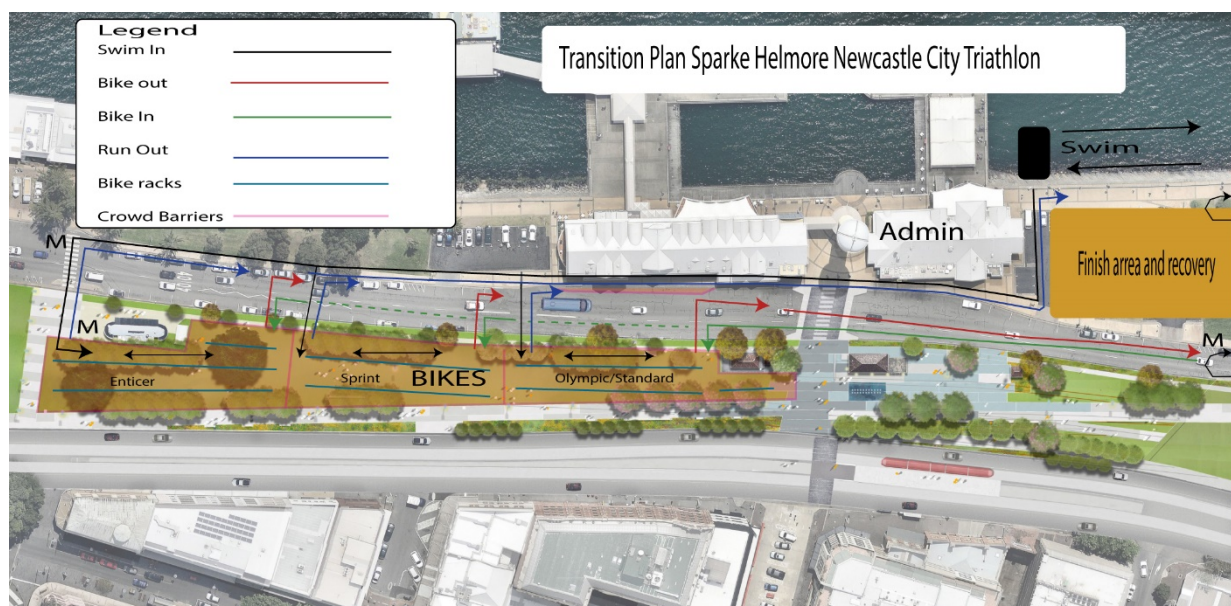 Legend
Swim In
Bike out
Bike In
Run Out
Bike racks
Crowd Barriers
Transition Plan Sparke Helmore Newcastle City Triathlon
Swim
Admin
Finish arrea and recovery
M
M
M
Enticer
Sprint
BIKES
Olympic/Standard